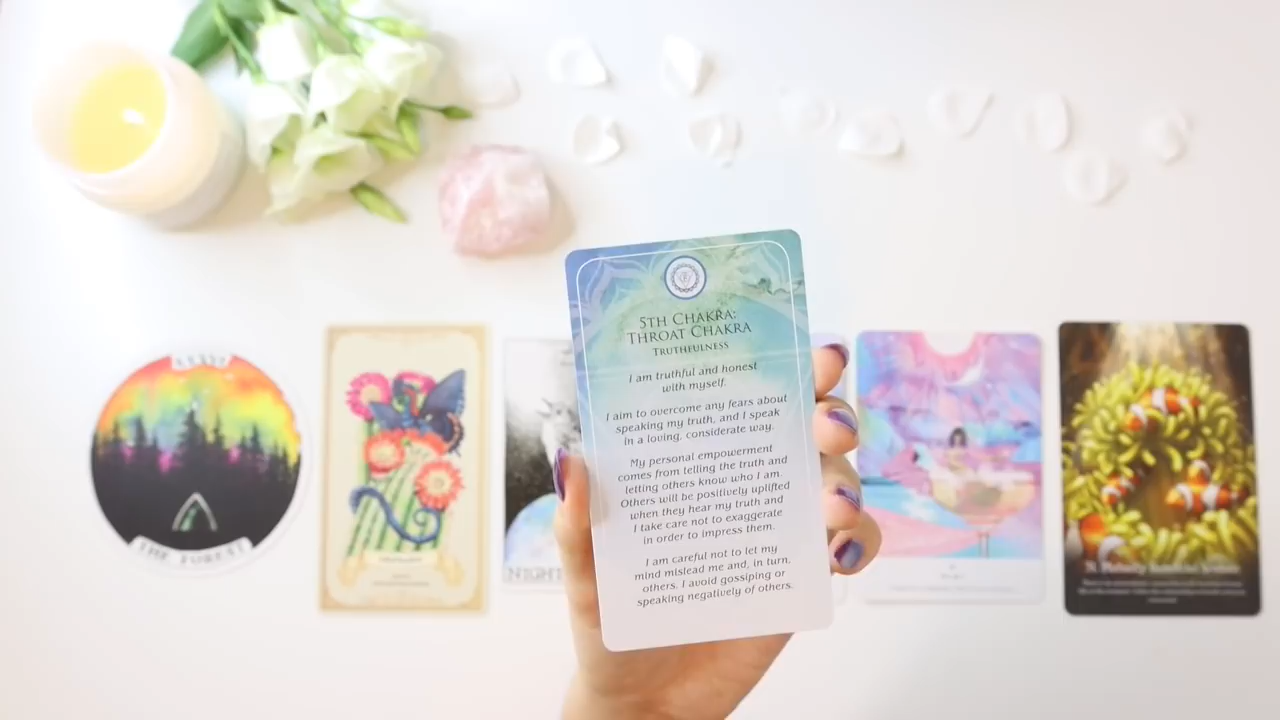 5TH CHAKRA:
THROAT CHAKRA
TRUTHFULNESS
I am truthful and honest
with myself.
I aim to overcome any fears about
speaking my truth, and I speak
in a loving, considerate way.
My personal empowerment
comes from telling the truth and
letting others know who I am.
Others will be positively uplifted
when they hear my truth and
I take care not to exaggerate
in order to impress them.
I am careful not to let my
mind mislead me and, in turn,
others. I avoid gossiping or
speaking negatively of others.
THE FOREST
NIGHT